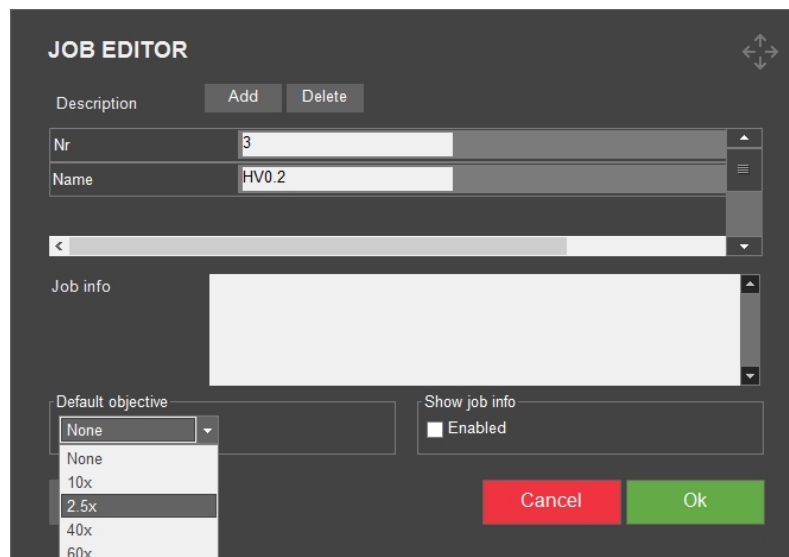 JOB EDITOR
Description
Add
Delete
Nr
3
Name
HV0.2
Job info
Default objective
Show job info
None
Enabled
None
10x
2.5x
40x
60x
Cancel
Ok